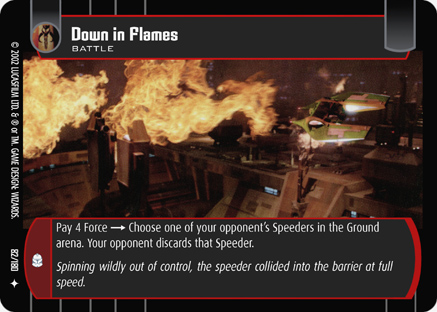 Down in Flames
BATTLE
Pay 4 Force → Choose one of your opponent's Speeders in the Ground
arena. Your opponent discards that Speeder.
Spinning wildly out of control, the speeder collided into the barrier at full
speed.
© 2002 LUCASFILM LTD. & ® or TM. GAME DESIGN: WIZARDS.
82/180